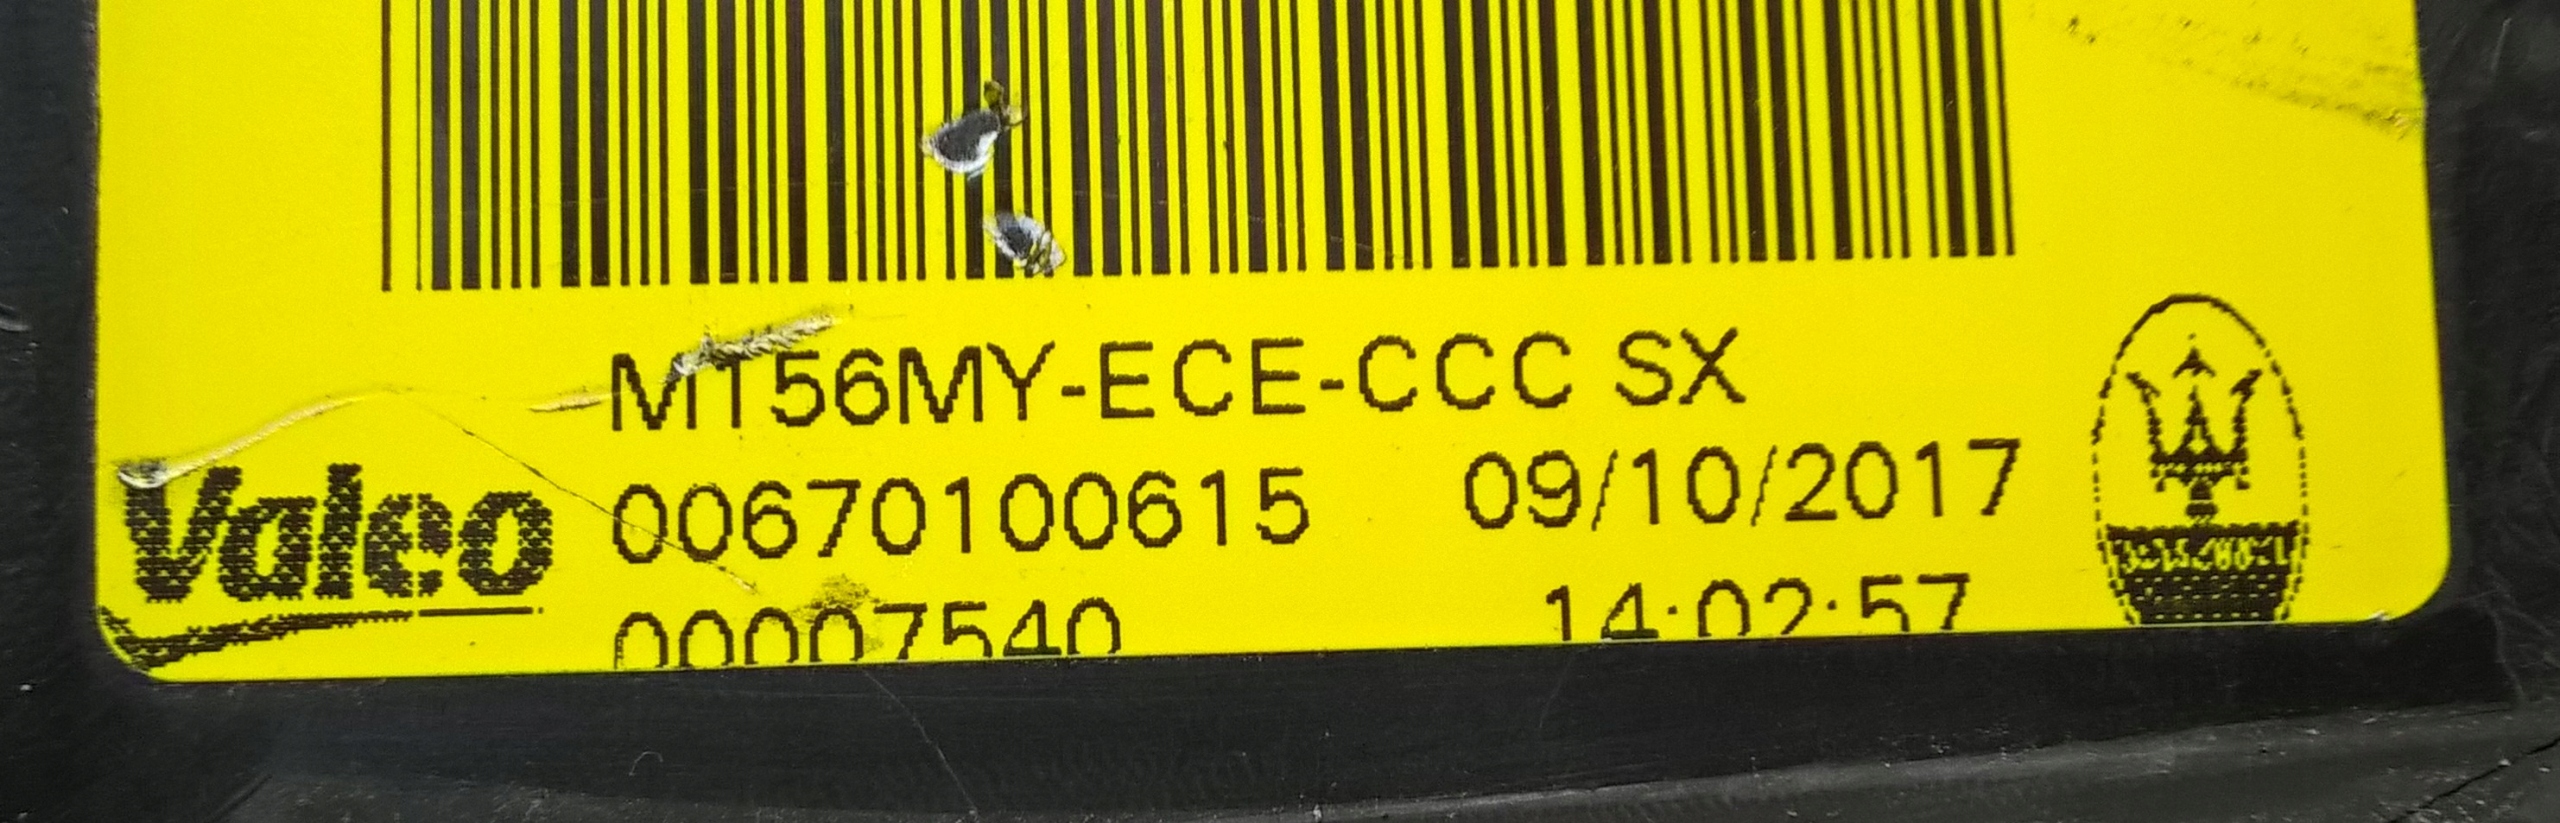 MT56MY-ECE-CCC SX
Valeo 00670100615 09/10/2017
00007540 14:02:57